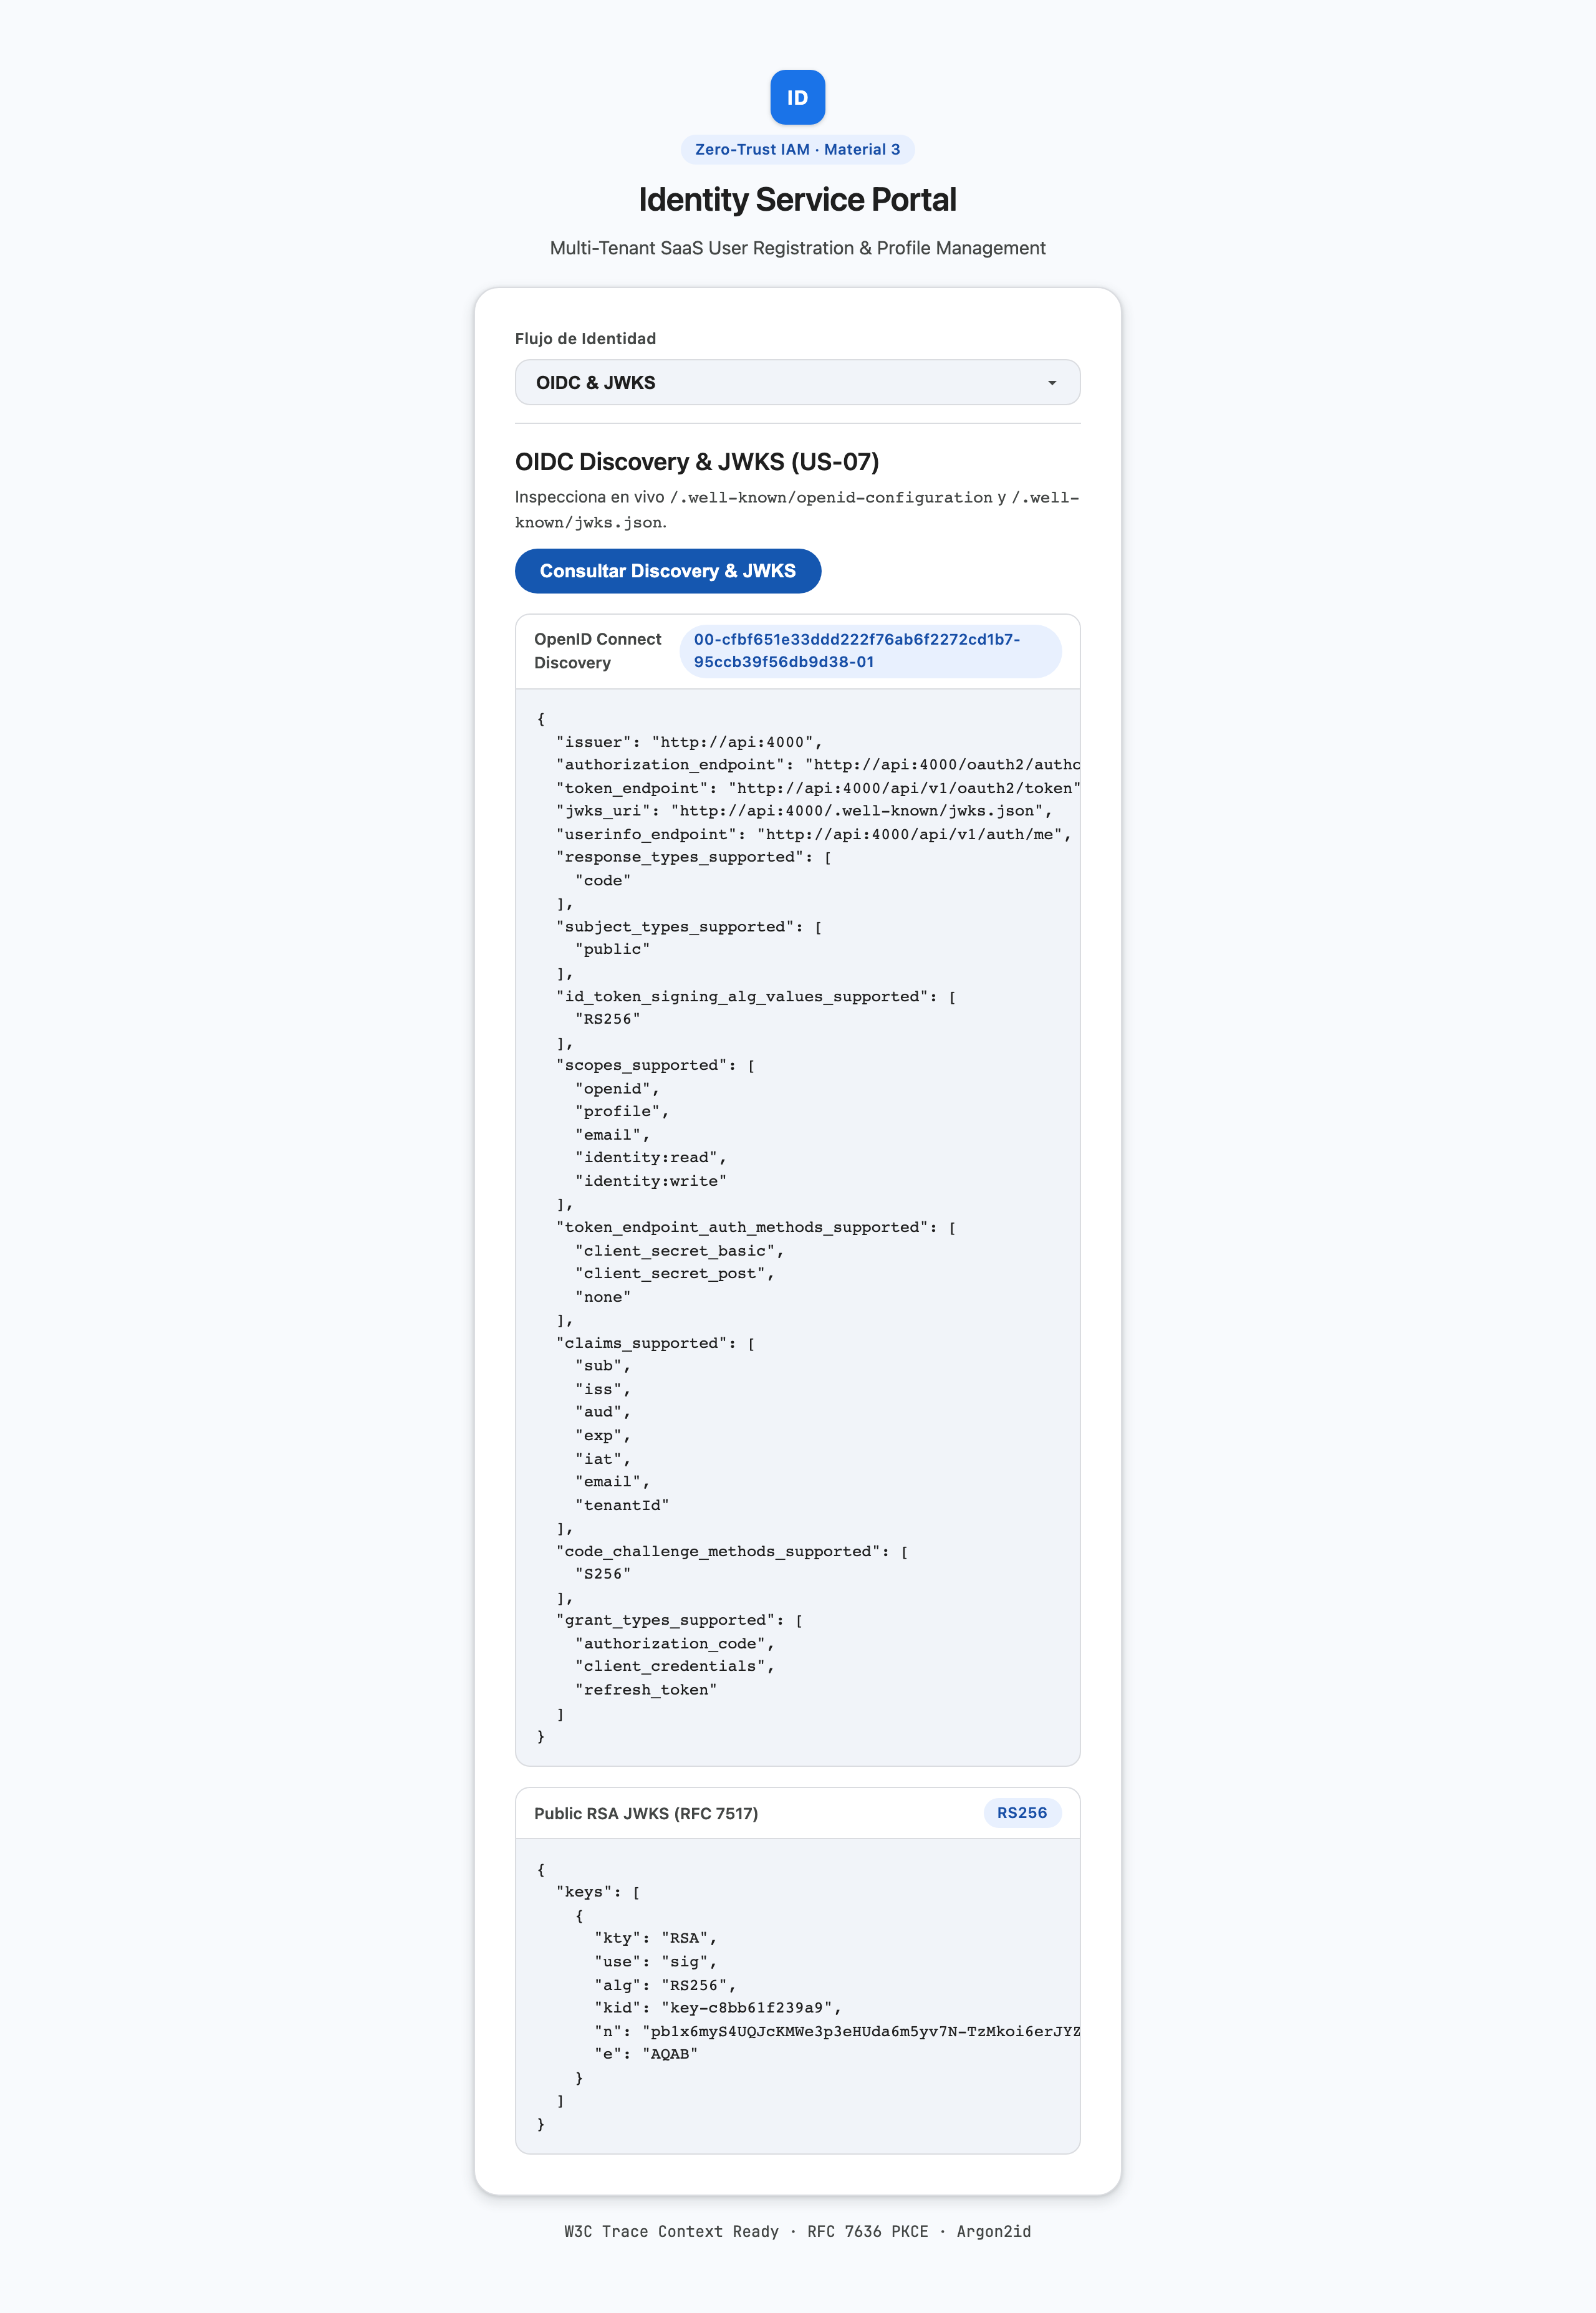 ID
Zero-Trust IAM · Material 3
Identity Service Portal
Multi-Tenant SaaS User Registration & Profile Management
Flujo de Identidad
OIDC & JWKS
OIDC Discovery & JWKS (US-07)
Inspecciona en vivo /.well-known/openid-configuration y /.well-
known/jwks.json.
Consultar Discovery & JWKS
OpenID Connect
Discovery
00-cfbf651e33ddd222f76ab6f2272cd1b7-
95ccb39f56db9d38-01
{
  "issuer": "http://api:4000",
  "authorization_endpoint": "http://api:4000/oauth2/autho
  "token_endpoint": "http://api:4000/api/v1/oauth2/token"
  "jwks_uri": "http://api:4000/.well-known/jwks.json",
  "userinfo_endpoint": "http://api:4000/api/v1/auth/me",
  "response_types_supported": [
    "code"
  ],
  "subject_types_supported": [
    "public"
  ],
  "id_token_signing_alg_values_supported": [
    "RS256"
  ],
  "scopes_supported": [
    "openid",
    "profile",
    "email",
    "identity:read",
    "identity:write"
  ],
  "token_endpoint_auth_methods_supported": [
    "client_secret_basic",
    "client_secret_post",
    "none"
  ],
  "claims_supported": [
    "sub",
    "iss",
    "aud",
    "exp",
    "iat",
    "email",
    "tenantId"
  ],
  "code_challenge_methods_supported": [
    "S256"
  ],
  "grant_types_supported": [
    "authorization_code",
    "client_credentials",
    "refresh_token"
  ]
}
Public RSA JWKS (RFC 7517)
RS256
{
  "keys": [
    {
      "kty": "RSA",
      "use": "sig",
      "alg": "RS256",
      "kid": "key-c8bb61f239a9",
      "n": "pb1x6myS4UQJcKMWe3p3eHUda6m5yv7N-TzMkoi6erJYZ
      "e": "AQAB"
    }
  ]
}
W3C Trace Context Ready · RFC 7636 PKCE · Argon2id